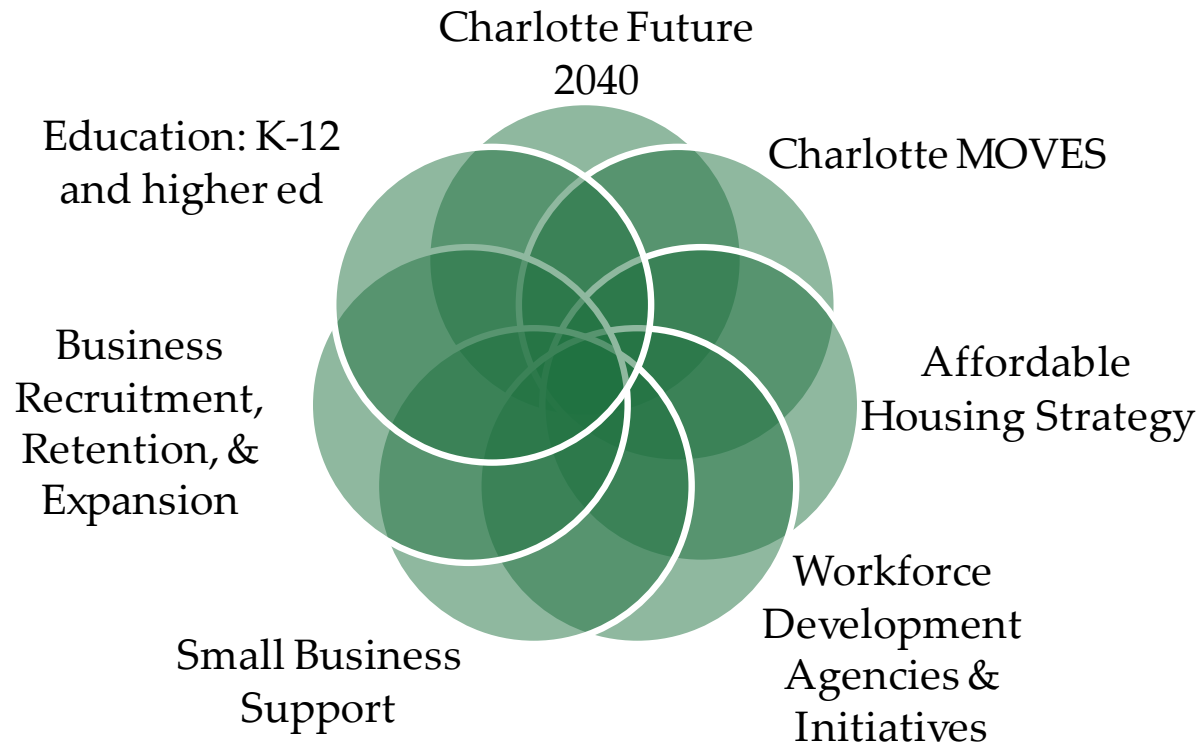 Charlotte Future
2040
Charlotte MOVES
Affordable
Housing Strategy
Workforce
Development
Agencies &
Initiatives
Small Business
Support
Business
Recruitment,
Retention, &
Expansion
Education: K-12
and higher ed